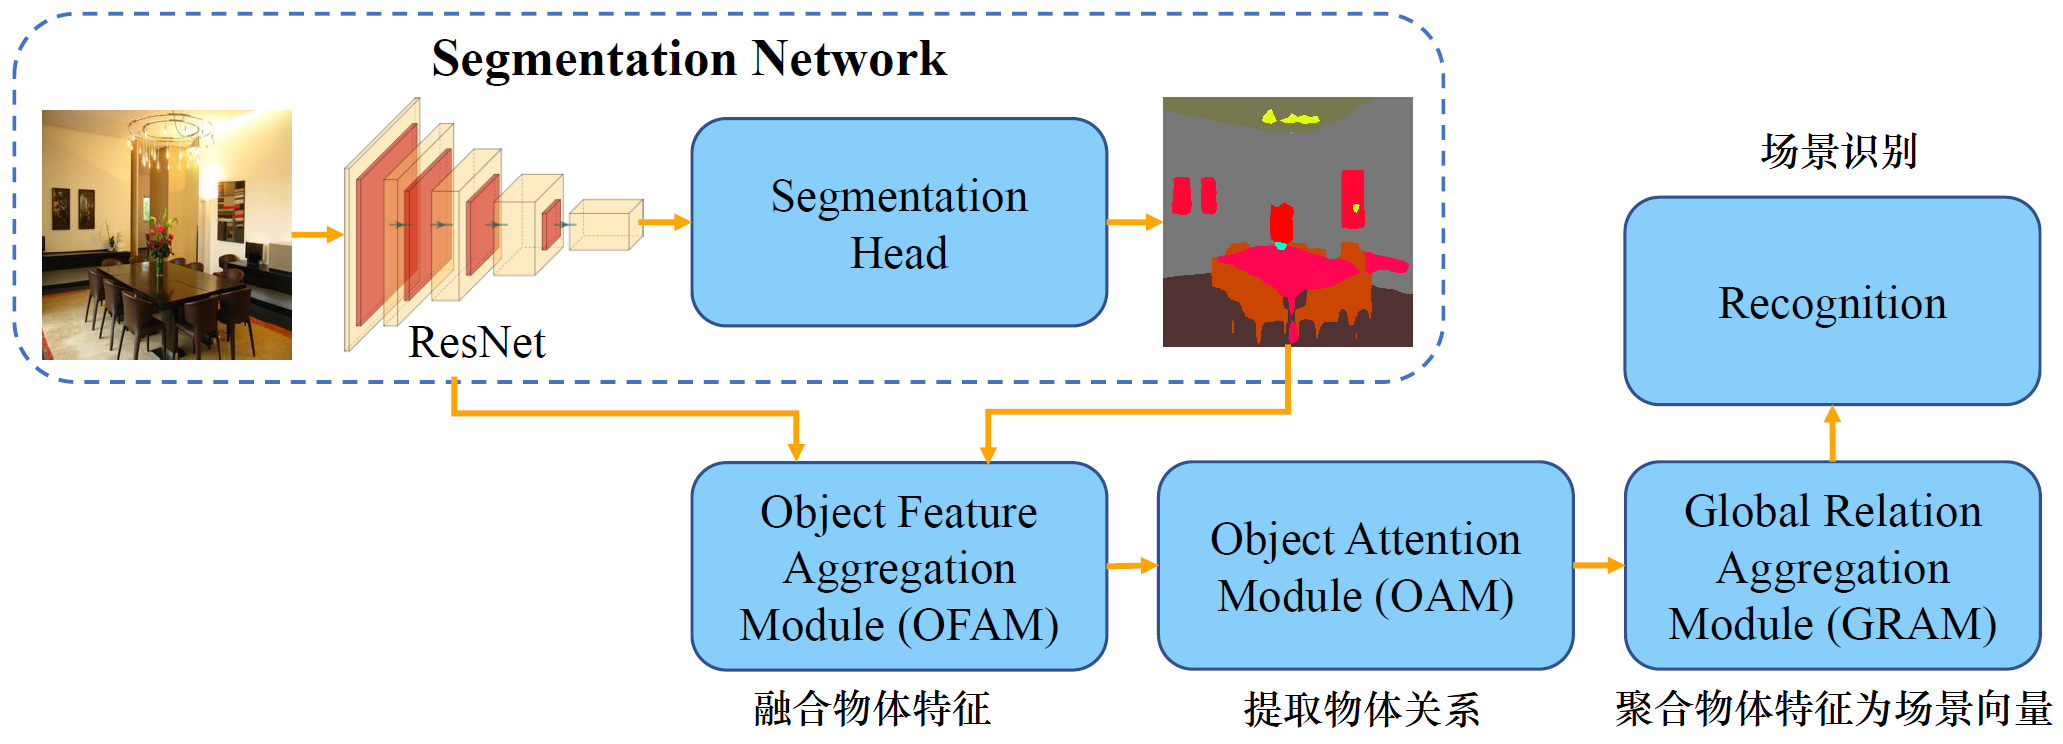 Segmentation Network
ResNet
Segmentation
Head
场景识别
Recognition
Object Feature
Aggregation
Module (OFAM)
融合物体特征
Object Attention
Module (OAM)
提取物体关系
Global Relation
Aggregation
Module (GRAM)
聚合物体特征为场景向量